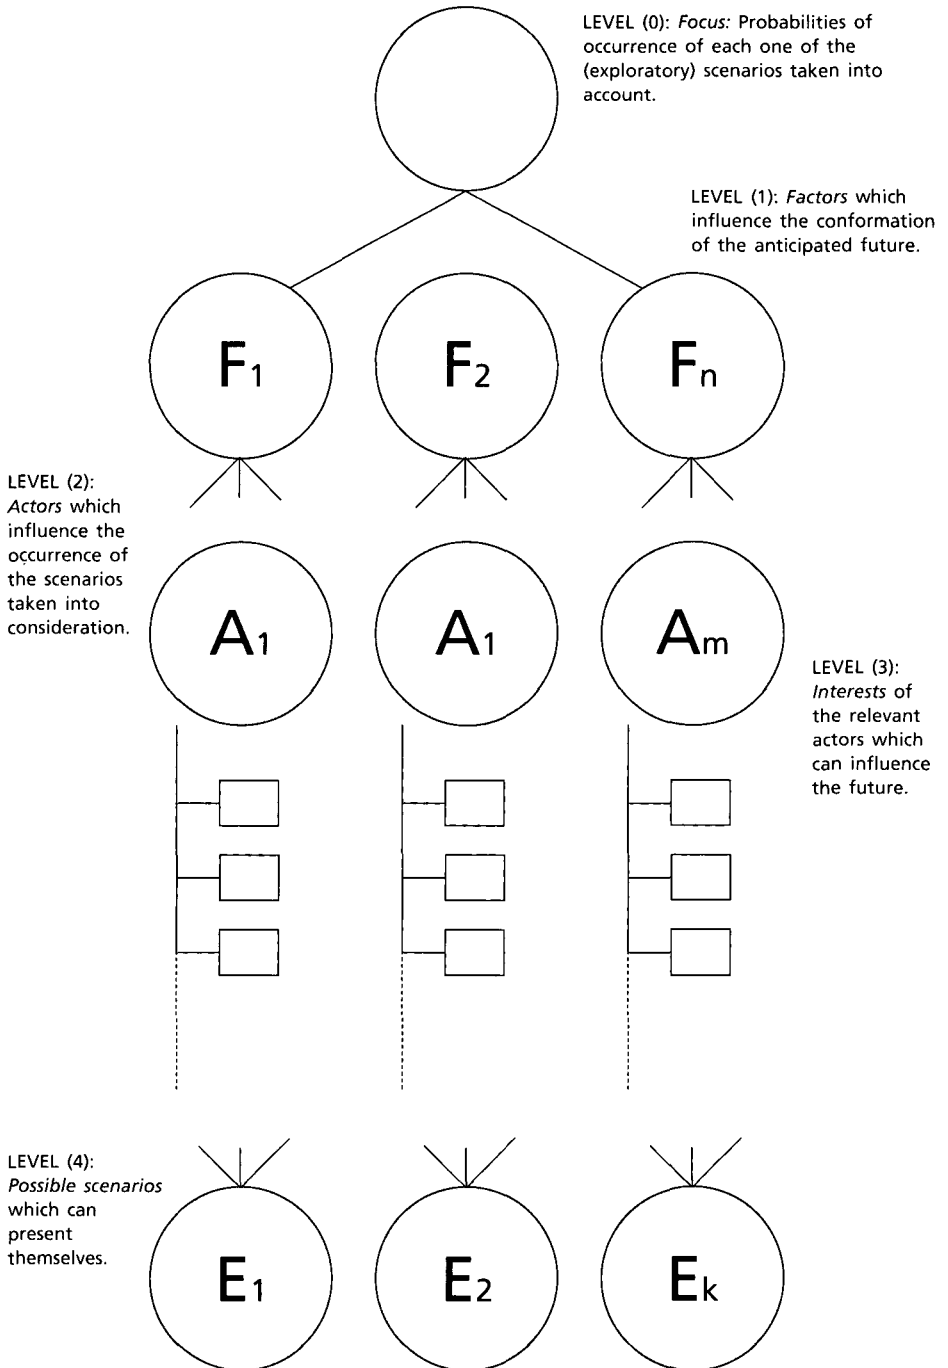 LEVEL (0): Focus: Probabilities of
occurrence of each one of the
(exploratory) scenarios taken into
account.
LEVEL (1): Factors which
influence the conformation
of the anticipated future.
F1
F2
Fn
LEVEL (2):
Actors which
influence the
occurrence of
the scenarios
taken into
consideration.
A1
A1
Am
LEVEL (3):
Interests of
the relevant
actors which
can influence
the future.
LEVEL (4):
Possible scenarios
which can
present
themselves.
E1
E2
Ek